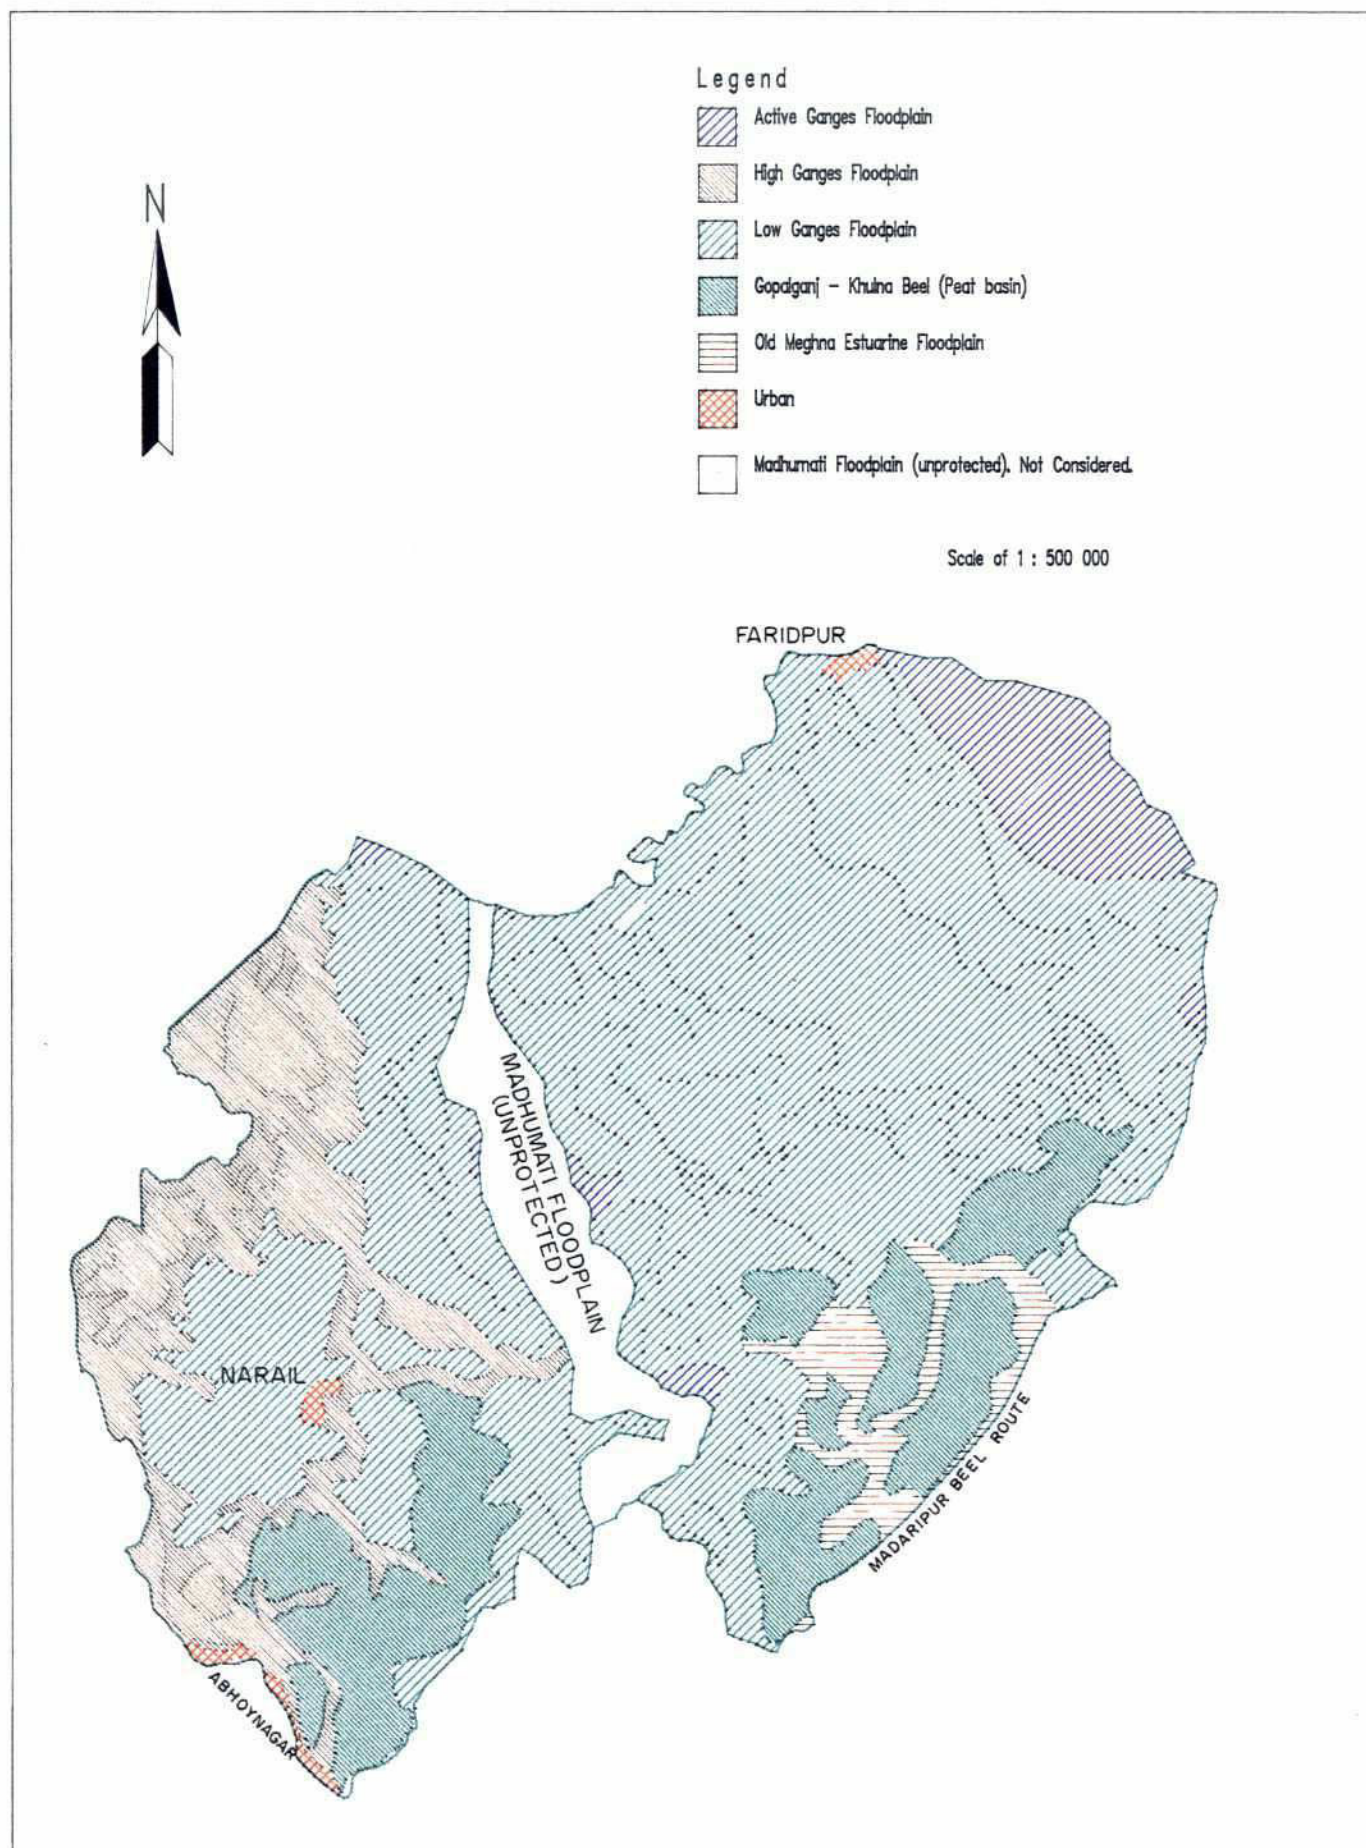 Legend
Active Ganges Floodplain
High Ganges Floodplain
Low Ganges Floodplain
Gopalganj - Khulna Beel (Peat basin)
Old Meghna Estuarine Floodplain
Urban
Madhumati Floodplain (unprotected). Not Considered.
N
Scale of 1 : 500 000
FARIDPUR
MADHUMATI FLOODPLAIN
(UNPROTECTED)
NARAIL
MADARIPUR BEEL ROUTE
ABHOYNAGAR